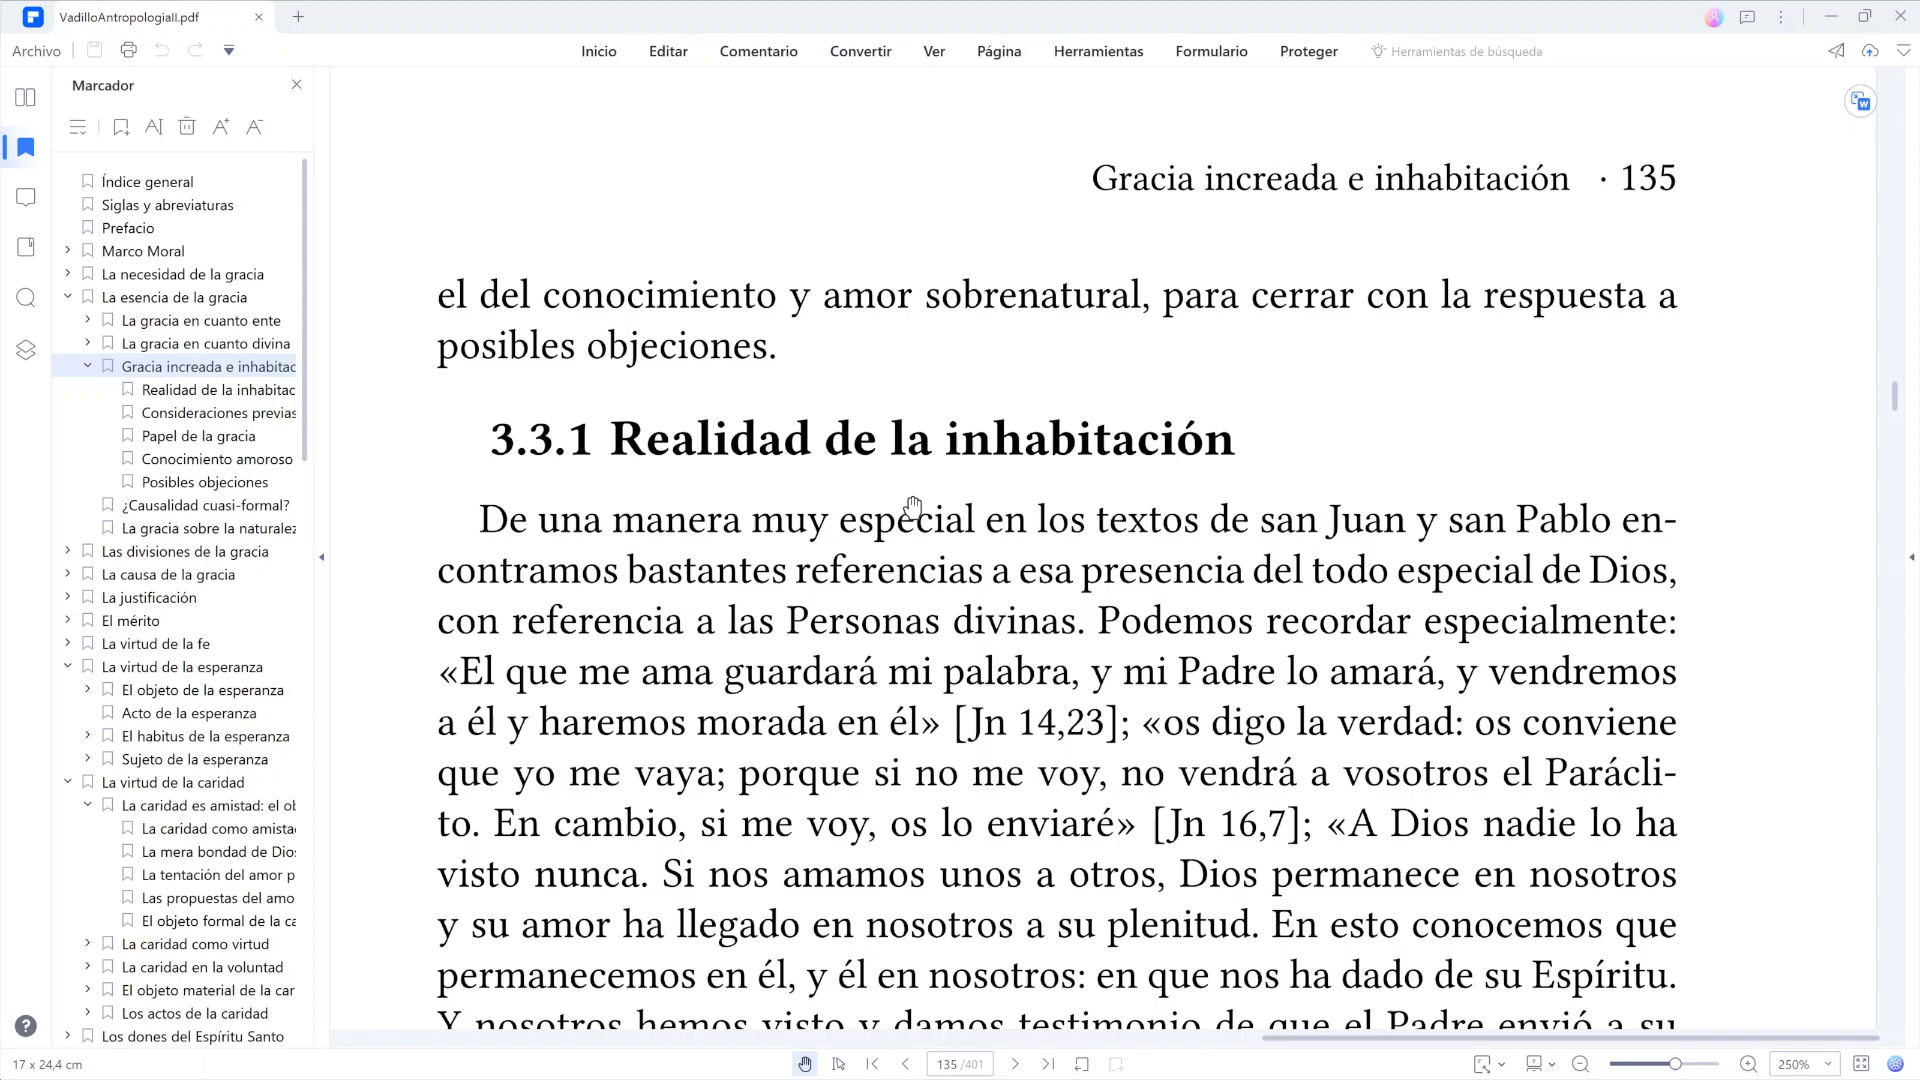 VadilloAntropologiaII.pdf
Archivo
Inicio Editar Comentario Convertir Ver Página Herramientas Formulario Proteger Herramientas de búsqueda
Marcador
Índice general
Siglas y abreviaturas
Prefacio
Marco Moral
La necesidad de la gracia
La esencia de la gracia
La gracia en cuanto ente
La gracia en cuanto divina
Gracia increada e inhabitac
Realidad de la inhabitac
Consideraciones previas
Papel de la gracia
Conocimiento amoroso
Posibles objeciones
¿Causalidad cuasi-formal?
La gracia sobre la naturalez
Las divisiones de la gracia
La causa de la gracia
La justificación
El mérito
La virtud de la fe
La virtud de la esperanza
El objeto de la esperanza
Acto de la esperanza
El habitus de la esperanza
Sujeto de la esperanza
La virtud de la caridad
La caridad es amistad: el ob
La caridad como amista
La mera bondad de Dio
La tentación del amor p
Las propuestas del amo
El objeto formal de la ca
La caridad como virtud
La caridad en la voluntad
El objeto material de la car
Los actos de la caridad
Los dones del Espíritu Santo
Gracia increada e inhabitación · 135
el del conocimiento y amor sobrenatural, para cerrar con la respuesta a
posibles objeciones.
3.3.1 Realidad de la inhabitación
De una manera muy especial en los textos de san Juan y san Pablo en-
contramos bastantes referencias a esa presencia del todo especial de Dios,
con referencia a las Personas divinas. Podemos recordar especialmente:
«El que me ama guardará mi palabra, y mi Padre lo amará, y vendremos
a él y haremos morada en él» [Jn 14,23]; «os digo la verdad: os conviene
que yo me vaya; porque si no me voy, no vendrá a vosotros el Parácli-
to. En cambio, si me voy, os lo enviaré» [Jn 16,7]; «A Dios nadie lo ha
visto nunca. Si nos amamos unos a otros, Dios permanece en nosotros
y su amor ha llegado en nosotros a su plenitud. En esto conocemos que
permanecemos en él, y él en nosotros: en que nos ha dado de su Espíritu.
Y nosotros hemos visto y damos testimonio de que el Padre envió a su
17 x 24,4 cm
135 /401
250%